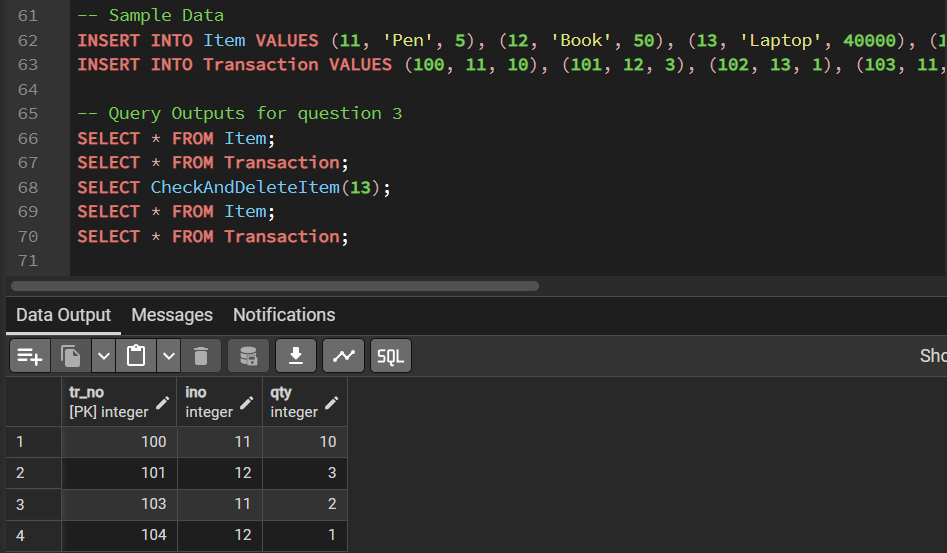 61 -- Sample Data
62 INSERT INTO Item VALUES (11, 'Pen', 5), (12, 'Book', 50), (13, 'Laptop', 40000), (1
63 INSERT INTO Transaction VALUES (100, 11, 10), (101, 12, 3), (102, 13, 1), (103, 11,
64
65 -- Query Outputs for question 3
66 SELECT * FROM Item;
67 SELECT * FROM Transaction;
68 SELECT CheckAndDeleteItem(13);
69 SELECT * FROM Item;
70 SELECT * FROM Transaction;
71
Data Output Messages Notifications
SQL Sho
tr_no ino qty
[PK] integer integer integer
1 100 11 10
2 101 12 3
3 103 11 2
4 104 12 1